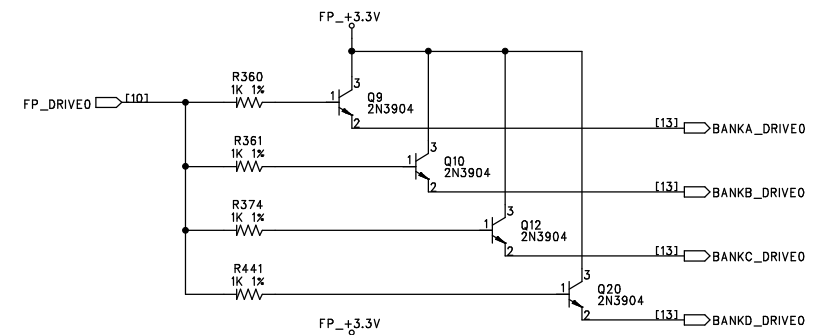 FP_+3.3V
R360
1K 1%
3
1
Q9
2N3904
2
FP_DRIVE0
[10]
[13]
BANKA_DRIVE0
R361
1K 1%
3
1
Q10
2N3904
2
[13]
BANKB_DRIVE0
R374
1K 1%
3
1
Q12
2N3904
2
[13]
BANKC_DRIVE0
R441
1K 1%
3
1
Q20
2N3904
2
[13]
BANKD_DRIVE0
FP_+3.3V